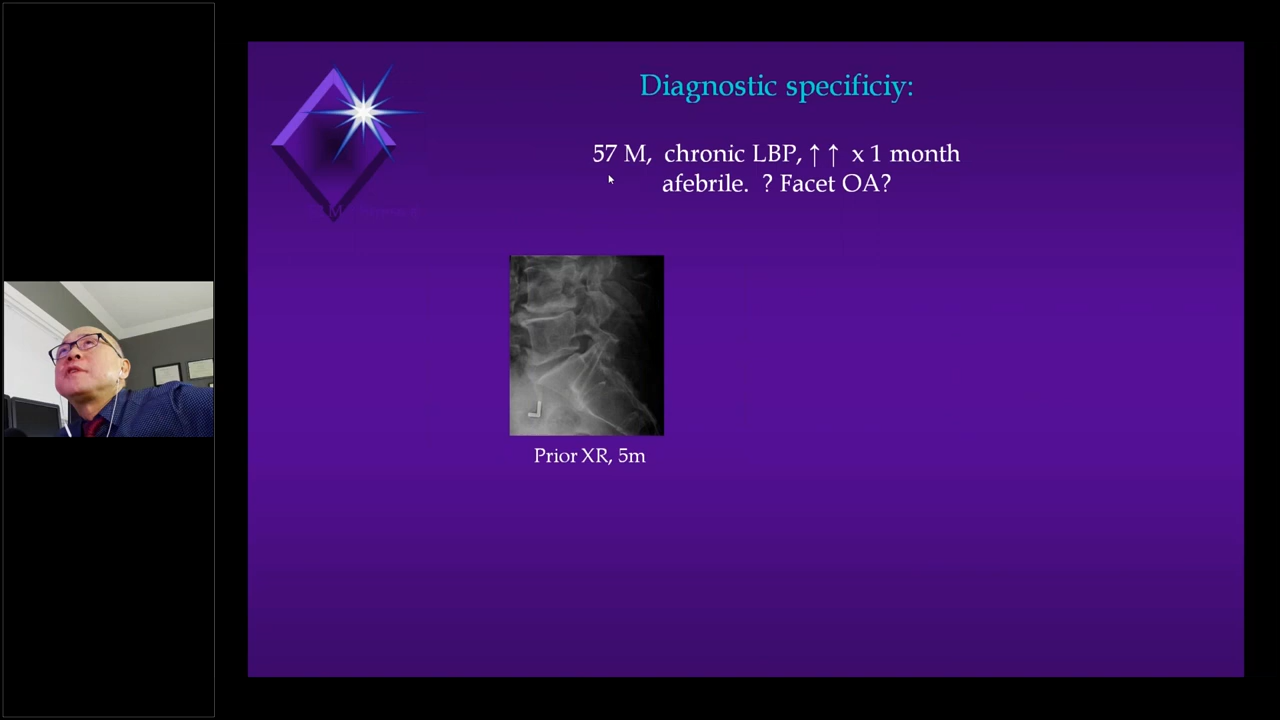 Diagnostic specificiy:
57 M, chronic LBP, ↑↑ x 1 month
afebrile. ? Facet OA?
L
Prior XR, 5m